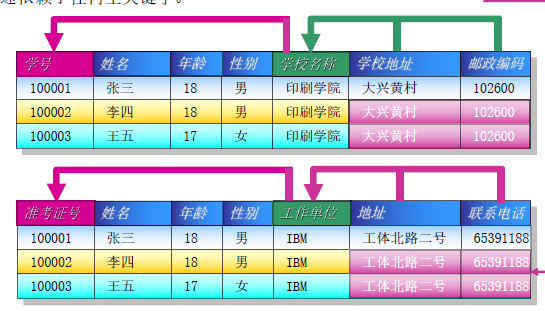 递依赖于任何主关键字。
学号 姓名 年龄 性别 学校名称 学校地址 邮政编码
100001 张三 18 男 印刷学院 大兴黄村 102600
100002 李四 18 男 印刷学院 大兴黄村 102600
100003 王五 17 女 印刷学院 大兴黄村 102600
准考证号 姓名 年龄 性别 工作单位 地址 联系电话
100001 张三 18 男 IBM 工体北路二号 65391188
100002 李四 18 男 IBM 工体北路二号 65391188
100003 王五 17 女 IBM 工体北路二号 65391188